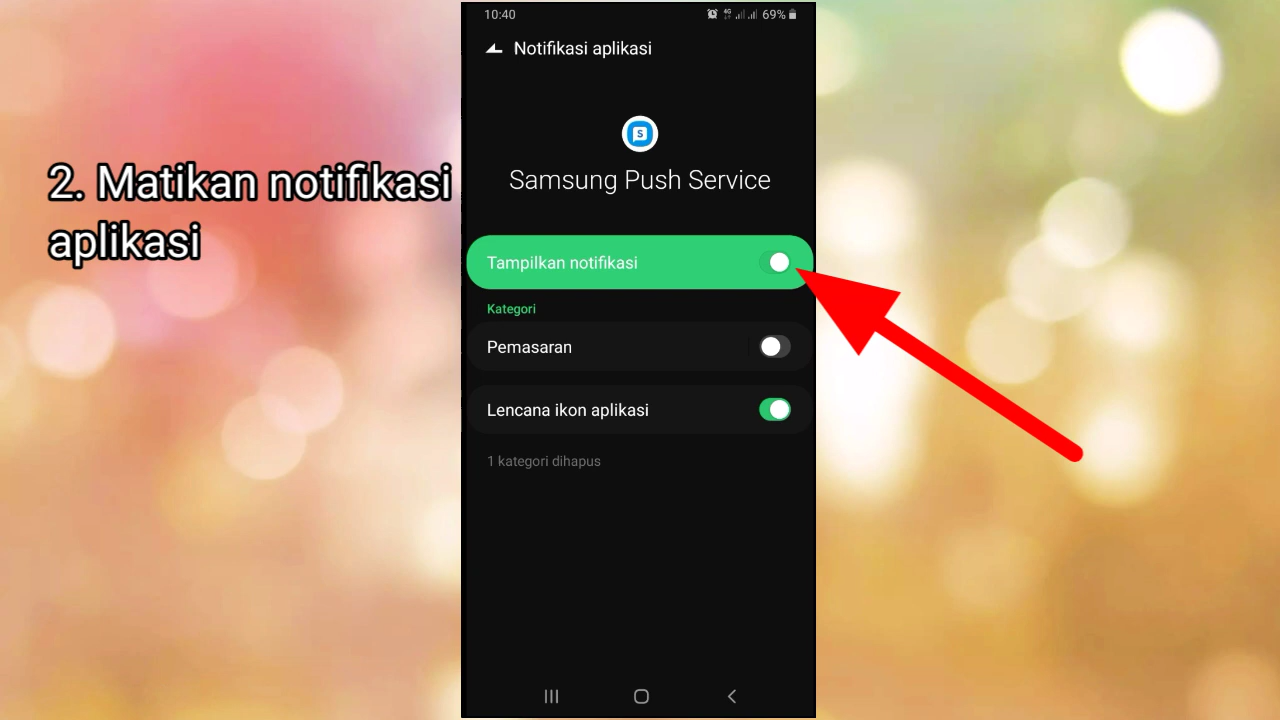 10:40
4G
69%
Notifikasi aplikasi
S
Samsung Push Service
2. Matikan notifikasi
aplikasi
Tampilkan notifikasi
Kategori
Pemasaran
Lencana ikon aplikasi
1 kategori dihapus